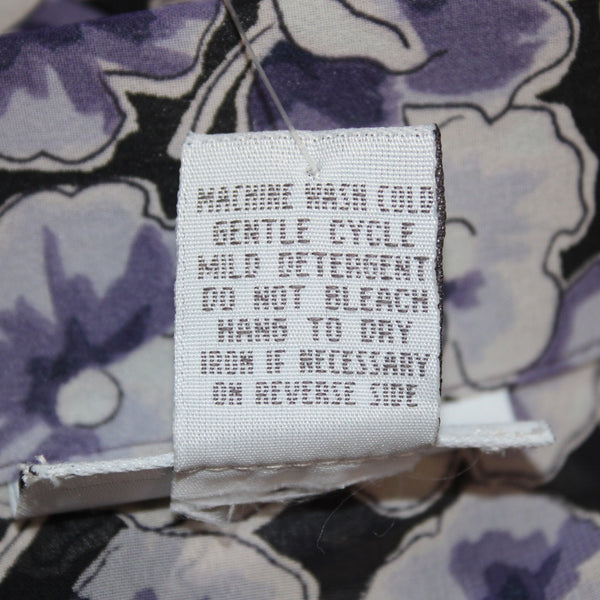 MACHINE WASH COLD
GENTLE CYCLE
MILD DETERGENT
DO NOT BLEACH
HANG TO DRY
IRON IF NECESSARY
ON REVERSE SIDE